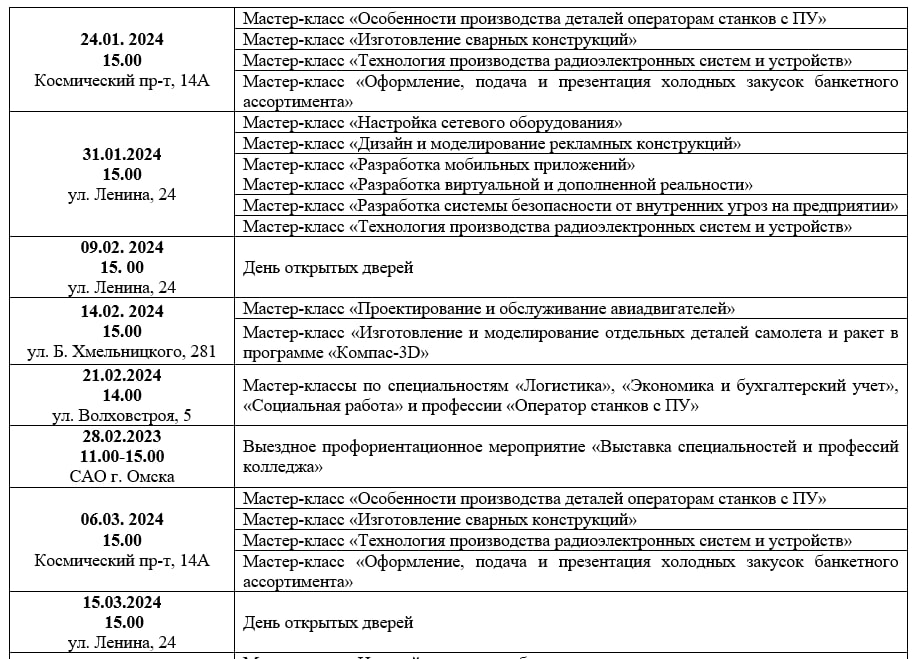 24.01. 2024
15.00
Космический пр-т, 14А
Мастер-класс «Особенности производства деталей операторам станков с ПУ»
Мастер-класс «Изготовление сварных конструкций»
Мастер-класс «Технология производства радиоэлектронных систем и устройств»
Мастер-класс «Оформление, подача и презентация холодных закусок банкетного
ассортимента»
31.01.2024
15.00
ул. Ленина, 24
Мастер-класс «Настройка сетевого оборудования»
Мастер-класс «Дизайн и моделирование рекламных конструкций»
Мастер-класс «Разработка мобильных приложений»
Мастер-класс «Разработка виртуальной и дополненной реальности»
Мастер-класс «Разработка системы безопасности от внутренних угроз на предприятии»
Мастер-класс «Технология производства радиоэлектронных систем и устройств»
09.02. 2024
15. 00
ул. Ленина, 24
День открытых дверей
14.02. 2024
15.00
ул. Б. Хмельницкого, 281
Мастер-класс «Проектирование и обслуживание авиадвигателей»
Мастер-класс «Изготовление и моделирование отдельных деталей самолета и ракет в
программе «Компас-3D»
21.02.2024
14.00
ул. Волховстроя, 5
Мастер-классы по специальностям «Логистика», «Экономика и бухгалтерский учет»,
«Социальная работа» и профессии «Оператор станков с ПУ»
28.02.2023
11.00-15.00
САО г. Омска
Выездное профориентационное мероприятие «Выставка специальностей и профессий
колледжа»
06.03. 2024
15.00
Космический пр-т, 14А
Мастер-класс «Особенности производства деталей операторам станков с ПУ»
Мастер-класс «Изготовление сварных конструкций»
Мастер-класс «Технология производства радиоэлектронных систем и устройств»
Мастер-класс «Оформление, подача и презентация холодных закусок банкетного
ассортимента»
15.03.2024
15.00
ул. Ленина, 24
День открытых дверей